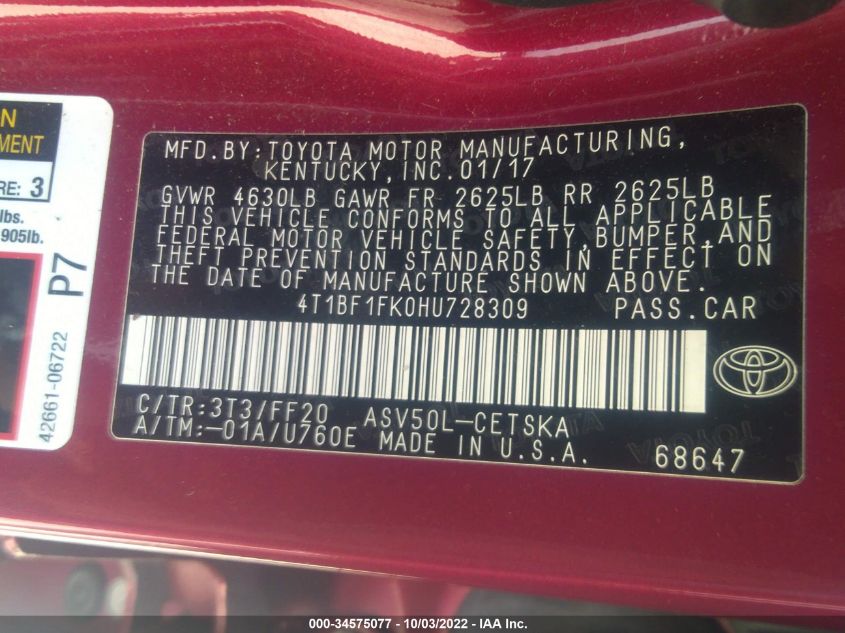 N
EMENT
RE: 3
lbs.
905lb.
P7
42661-06722
MFD.BY:TOYOTA MOTOR MANUFACTURING,
KENTUCKY,INC.01/17
GVWR 4630LB GAWR FR 2625LB RR 2625LB
THIS VEHICLE CONFORMS TO ALL APPLICABLE
FEDERAL MOTOR VEHICLE SAFETY,BUMPER,AND
THEFT PREVENTION STANDARDS IN EFFECT ON
THE DATE OF MANUFACTURE SHOWN ABOVE.
4T1BF1FK0HU728309 PASS.CAR
C/TR:3T3/FF20 ASV50L-CETSKA
A/TM:-01A/U760E MADE IN U.S.A. 68647
000-34575077 - 10/03/2022 - IAA Inc.